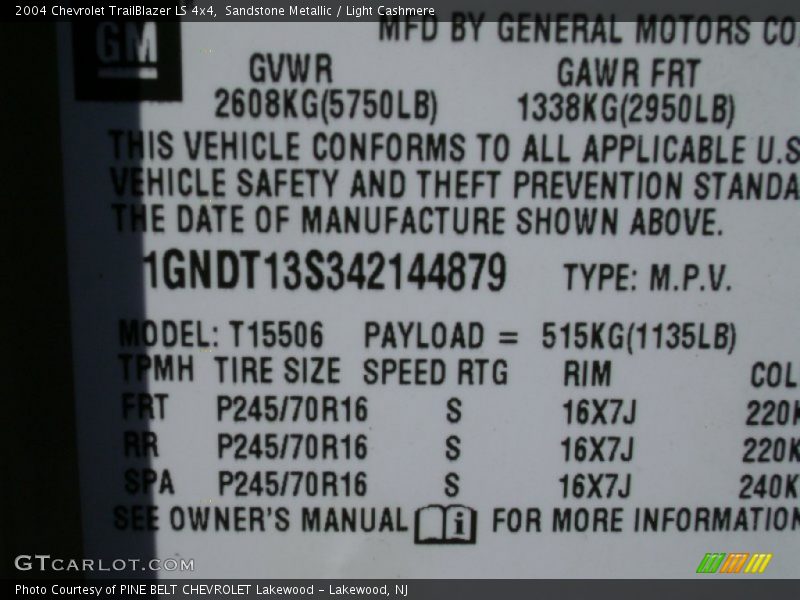 2004 Chevrolet TrailBlazer LS 4x4,  Sandstone Metallic / Light Cashmere
MFD BY GENERAL MOTORS CO
GM
GVWR GAWR FRT
2608KG(5750LB) 1338KG(2950LB)
THIS VEHICLE CONFORMS TO ALL APPLICABLE U.S
VEHICLE SAFETY AND THEFT PREVENTION STANDA
THE DATE OF MANUFACTURE SHOWN ABOVE.
1GNDT13S342144879 TYPE: M.P.V.
MODEL: T15506 PAYLOAD = 515KG(1135LB)
TPMH TIRE SIZE SPEED RTG RIM COL
FRT P245/70R16 S 16X7J 220K
RR P245/70R16 S 16X7J 220K
SPA P245/70R16 S 16X7J 240K
SEE OWNER'S MANUAL i FOR MORE INFORMATION
GTCARLOT.COM
Photo Courtesy of PINE BELT CHEVROLET Lakewood - Lakewood, NJ